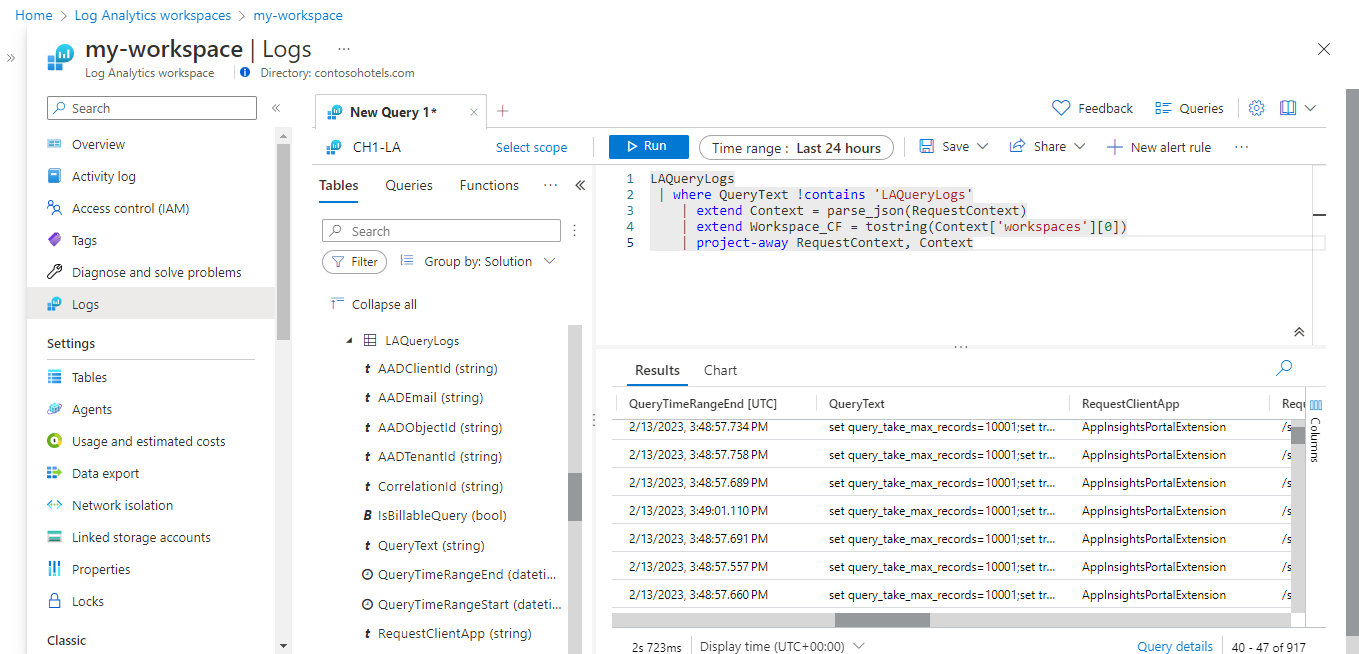 Home > Log Analytics workspaces > my-workspace
my-workspace | Logs ...
Log Analytics workspace
Directory: contosohotels.com
Search
Overview
Activity log
Access control (IAM)
Tags
Diagnose and solve problems
Logs
Settings
Tables
Agents
Usage and estimated costs
Data export
Network isolation
Linked storage accounts
Properties
Locks
Classic
New Query 1*
Feedback
Queries
CH1-LA
Select scope
Run
Time range : Last 24 hours
Save
Share
New alert rule
Tables Queries Functions ...
Search
Filter
Group by: Solution
Collapse all
LAQueryLogs
t AADClientId (string)
t AADEmail (string)
t AADObjectId (string)
t AADTenantId (string)
t CorrelationId (string)
B IsBillableQuery (bool)
t QueryText (string)
QueryTimeRangeEnd (dateti...
QueryTimeRangeStart (dateti...
t RequestClientApp (string)
1 LAQueryLogs
2 | where QueryText !contains 'LAQueryLogs'
3 | extend Context = parse_json(RequestContext)
4 | extend Workspace_CF = tostring(Context['workspaces'][0])
5 | project-away RequestContext, Context
Results Chart
QueryTimeRangeEnd [UTC] QueryText RequestClientApp Requ
2/13/2023, 3:48:57.734 PM set query_take_max_records=10001;set tr... AppInsightsPortalExtension /s
2/13/2023, 3:48:57.758 PM set query_take_max_records=10001;set tr... AppInsightsPortalExtension /s
2/13/2023, 3:48:57.689 PM set query_take_max_records=10001;set tr... AppInsightsPortalExtension /s
2/13/2023, 3:49:01.110 PM set query_take_max_records=10001;set tr... AppInsightsPortalExtension /s
2/13/2023, 3:48:57.691 PM set query_take_max_records=10001;set tr... AppInsightsPortalExtension /s
2/13/2023, 3:48:57.557 PM set query_take_max_records=10001;set tr... AppInsightsPortalExtension /s
2/13/2023, 3:48:57.660 PM set query_take_max_records=10001;set tr... AppInsightsPortalExtension /s
Columns
2s 723ms
Display time (UTC+00:00)
Query details
40 - 47 of 917